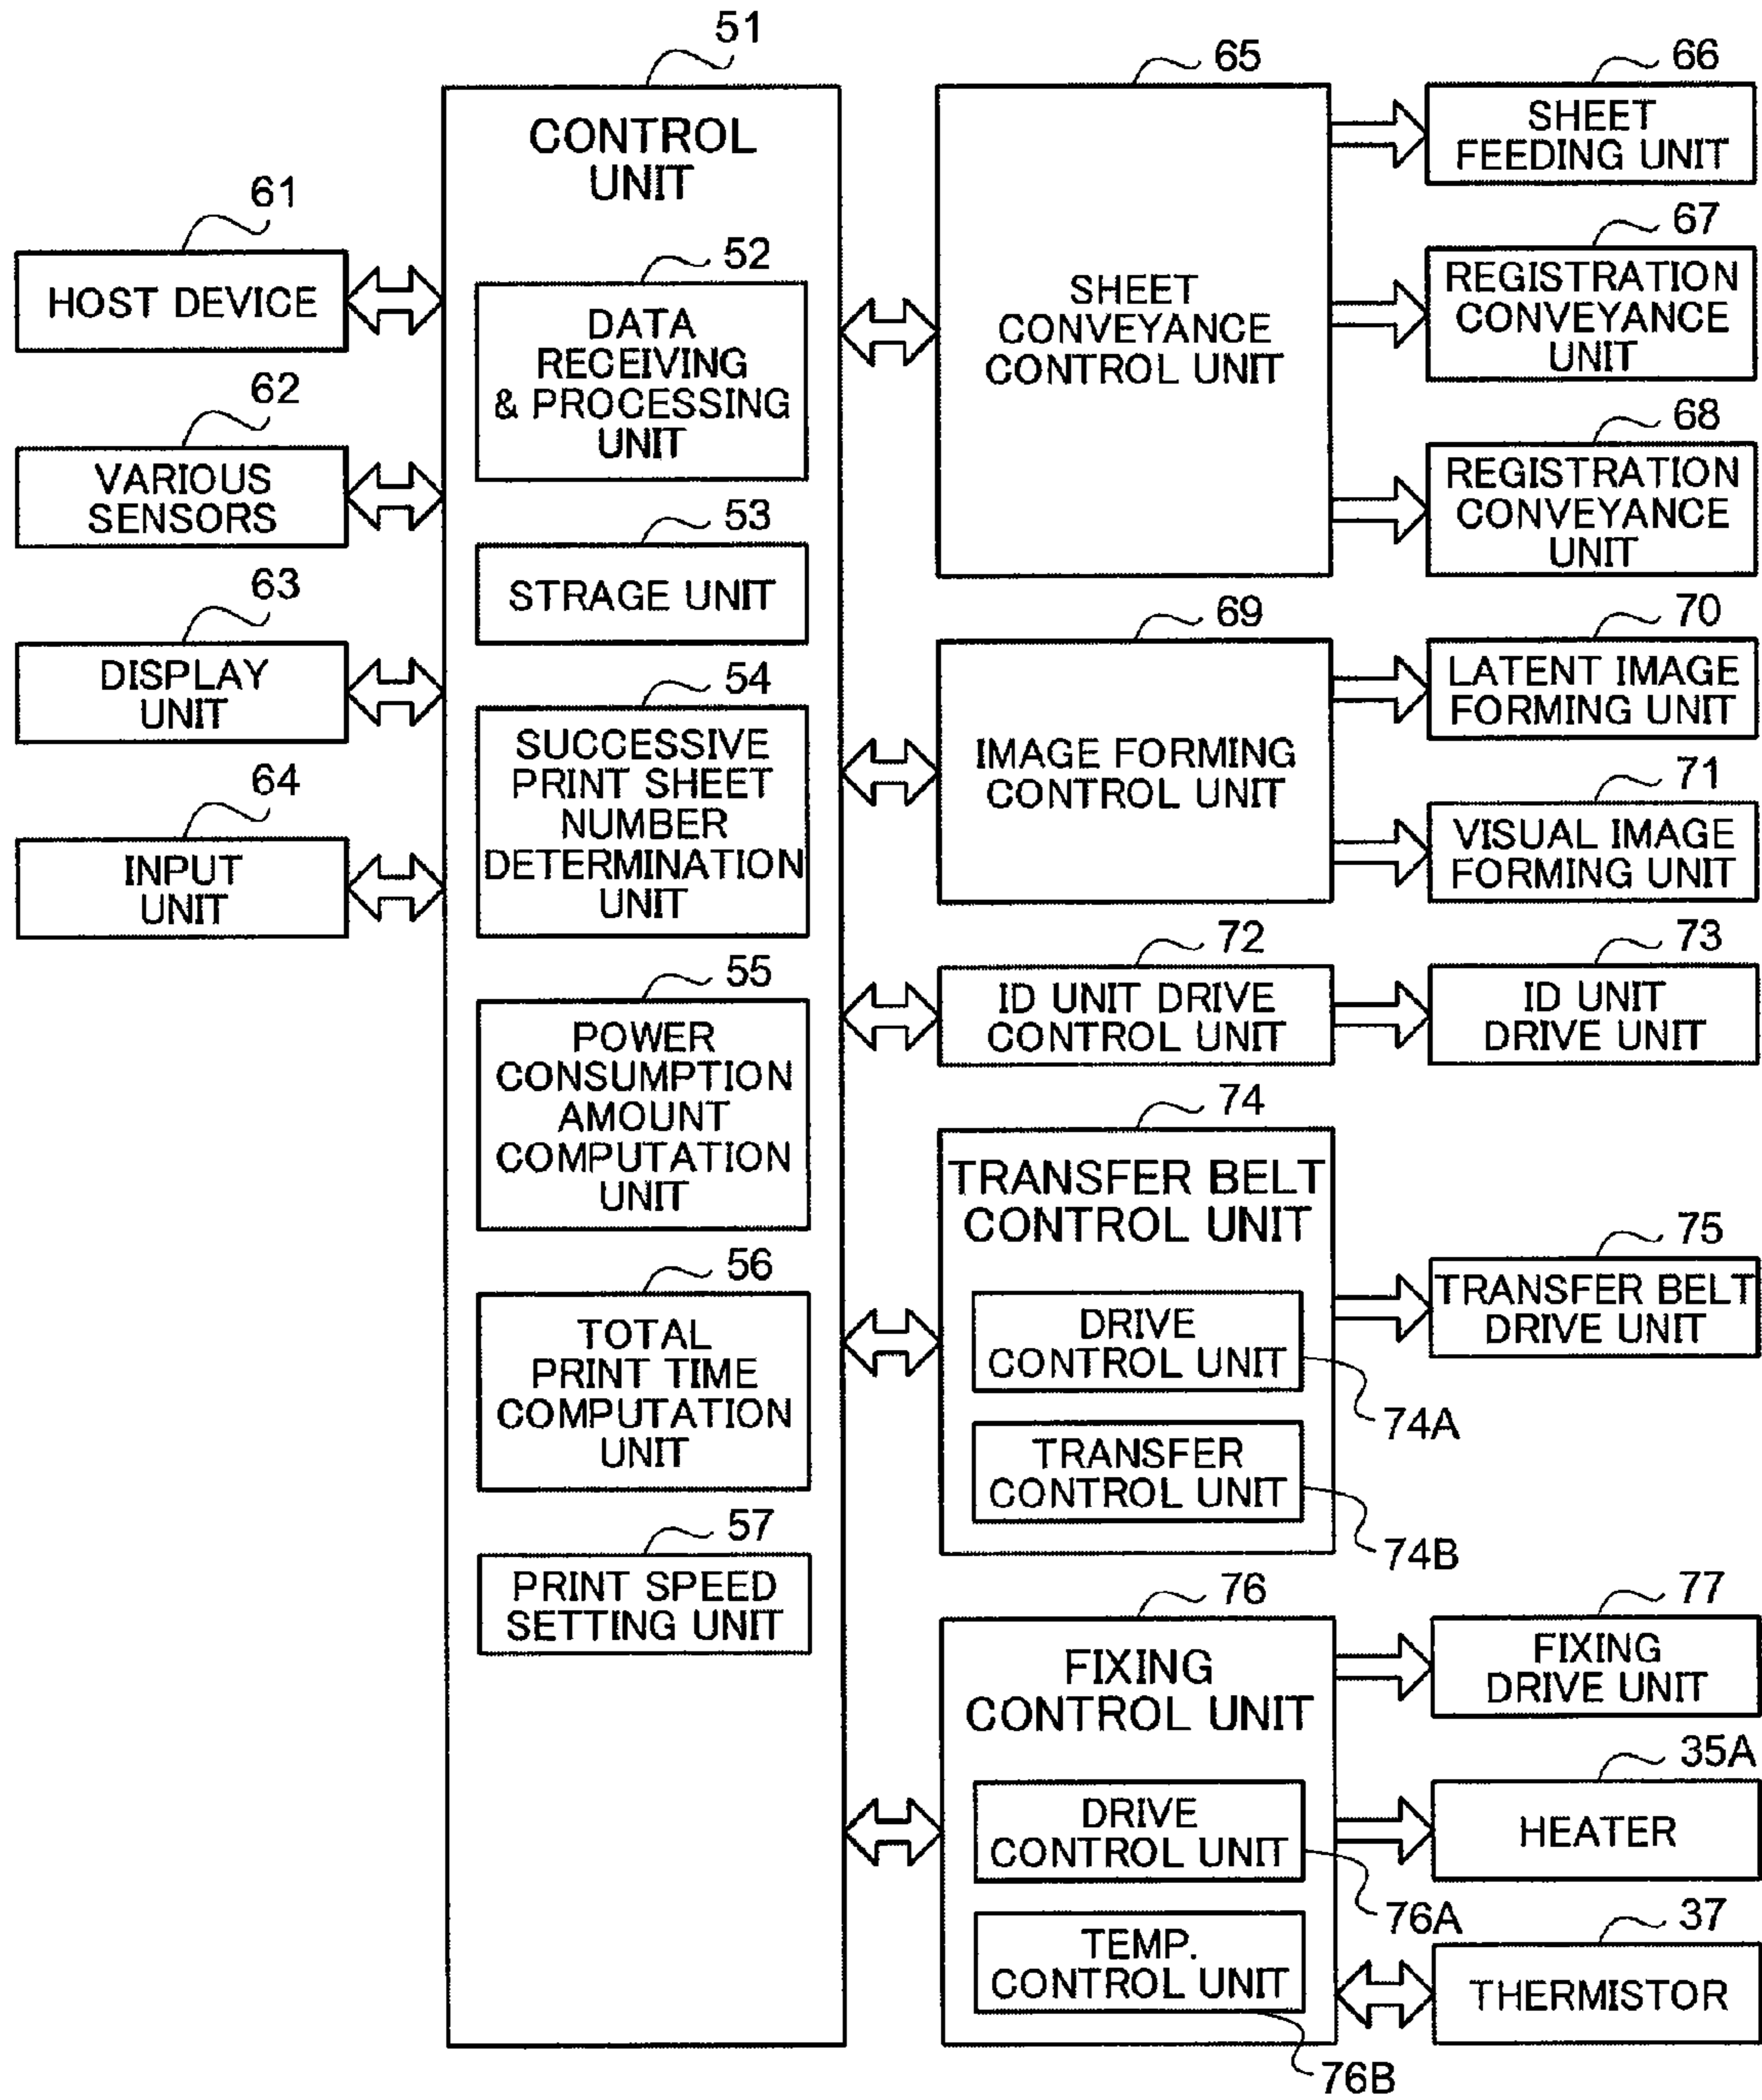 51
CONTROL
UNIT
52
DATA
RECEIVING
& PROCESSING
UNIT
53
STRAGE UNIT
54
SUCCESSIVE
PRINT SHEET
NUMBER
DETERMINATION
UNIT
55
POWER
CONSUMPTION
AMOUNT
COMPUTATION
UNIT
56
TOTAL
PRINT TIME
COMPUTATION
UNIT
57
PRINT SPEED
SETTING UNIT
61
HOST DEVICE
62
VARIOUS
SENSORS
63
DISPLAY
UNIT
64
INPUT
UNIT
65
SHEET
CONVEYANCE
CONTROL UNIT
66
SHEET
FEEDING UNIT
67
REGISTRATION
CONVEYANCE
UNIT
68
REGISTRATION
CONVEYANCE
UNIT
69
IMAGE FORMING
CONTROL UNIT
70
LATENT IMAGE
FORMING UNIT
71
VISUAL IMAGE
FORMING UNIT
72
ID UNIT DRIVE
CONTROL UNIT
73
ID UNIT
DRIVE UNIT
74
TRANSFER BELT
CONTROL UNIT
DRIVE
CONTROL UNIT
74A
TRANSFER
CONTROL UNIT
74B
75
TRANSFER BELT
DRIVE UNIT
76
FIXING
CONTROL UNIT
DRIVE
CONTROL UNIT
76A
TEMP.
CONTROL UNIT
76B
77
FIXING
DRIVE UNIT
35A
HEATER
37
THERMISTOR